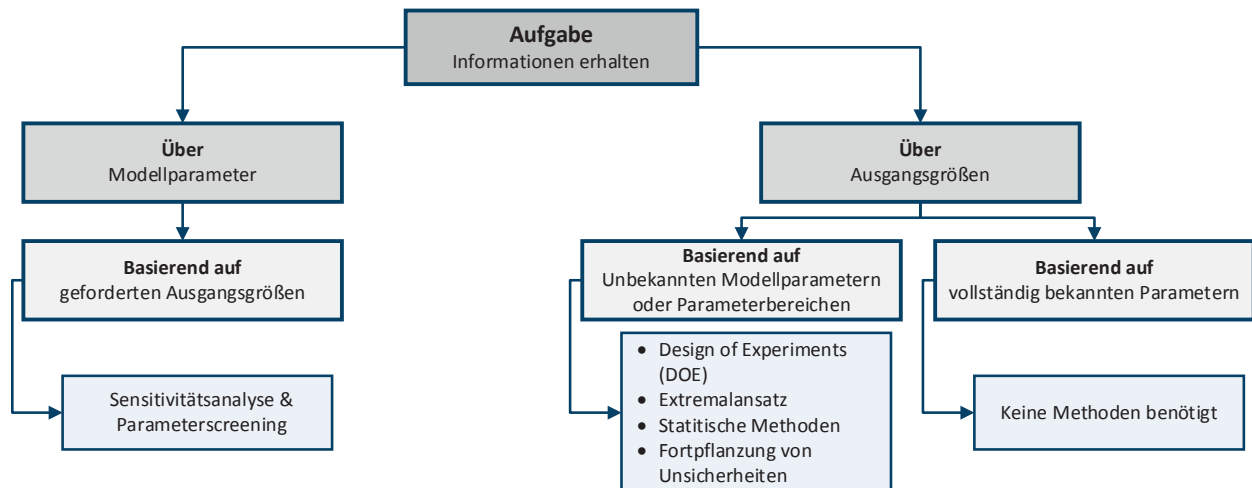 Aufgabe
Informationen erhalten
Über
Modellparameter
Über
Ausgangsgrößen
Basierend auf
geforderten Ausgangsgrößen
Basierend auf
Unbekannten Modellparametern
oder Parameterbereichen
Basierend auf
vollständig bekannten Parametern
Sensitivitätsanalyse &
Parameterscreening
• Design of Experiments
(DOE)
• Extremalansatz
• Statitische Methoden
• Fortpflanzung von
Unsicherheiten
Keine Methoden benötigt